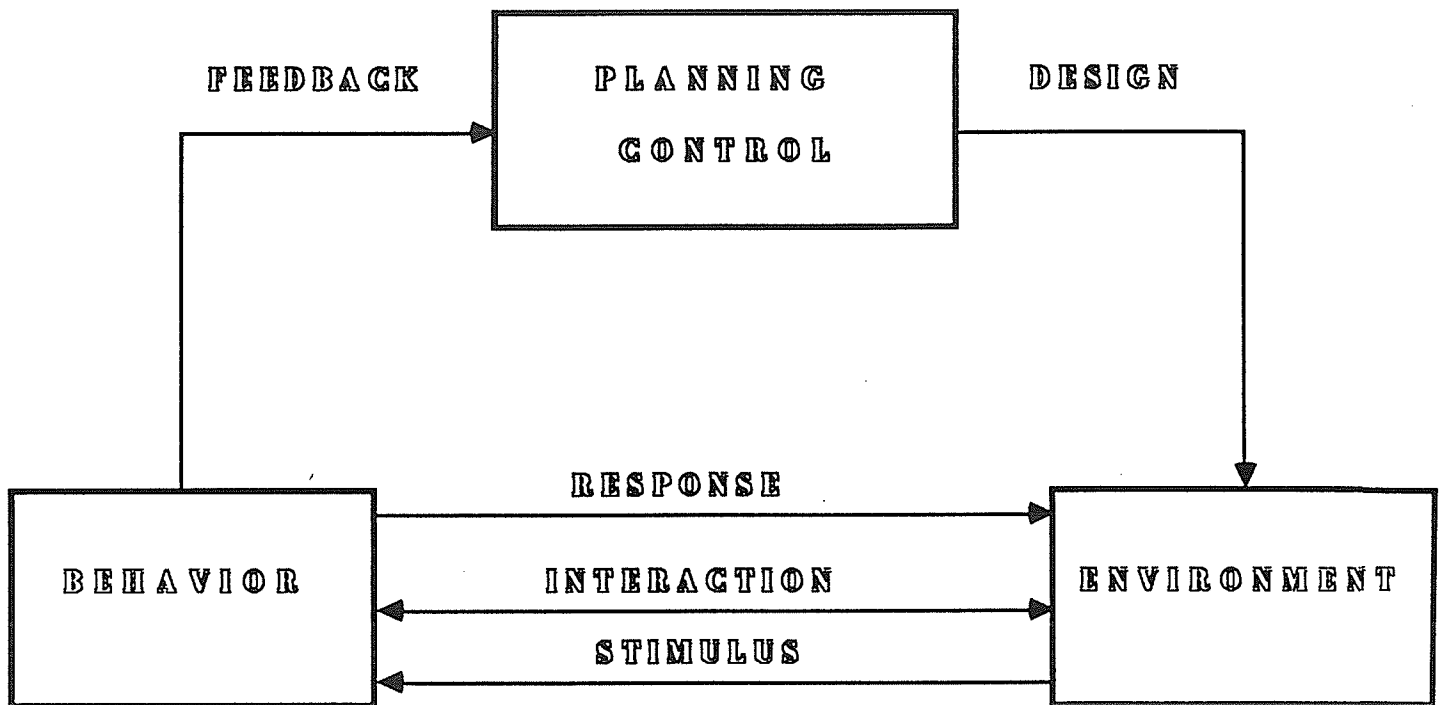 FEEDBACK
PLANNING
CONTROL
DESIGN
RESPONSE
BEHAVIOR
INTERACTION
ENVIRONMENT
STIMULUS